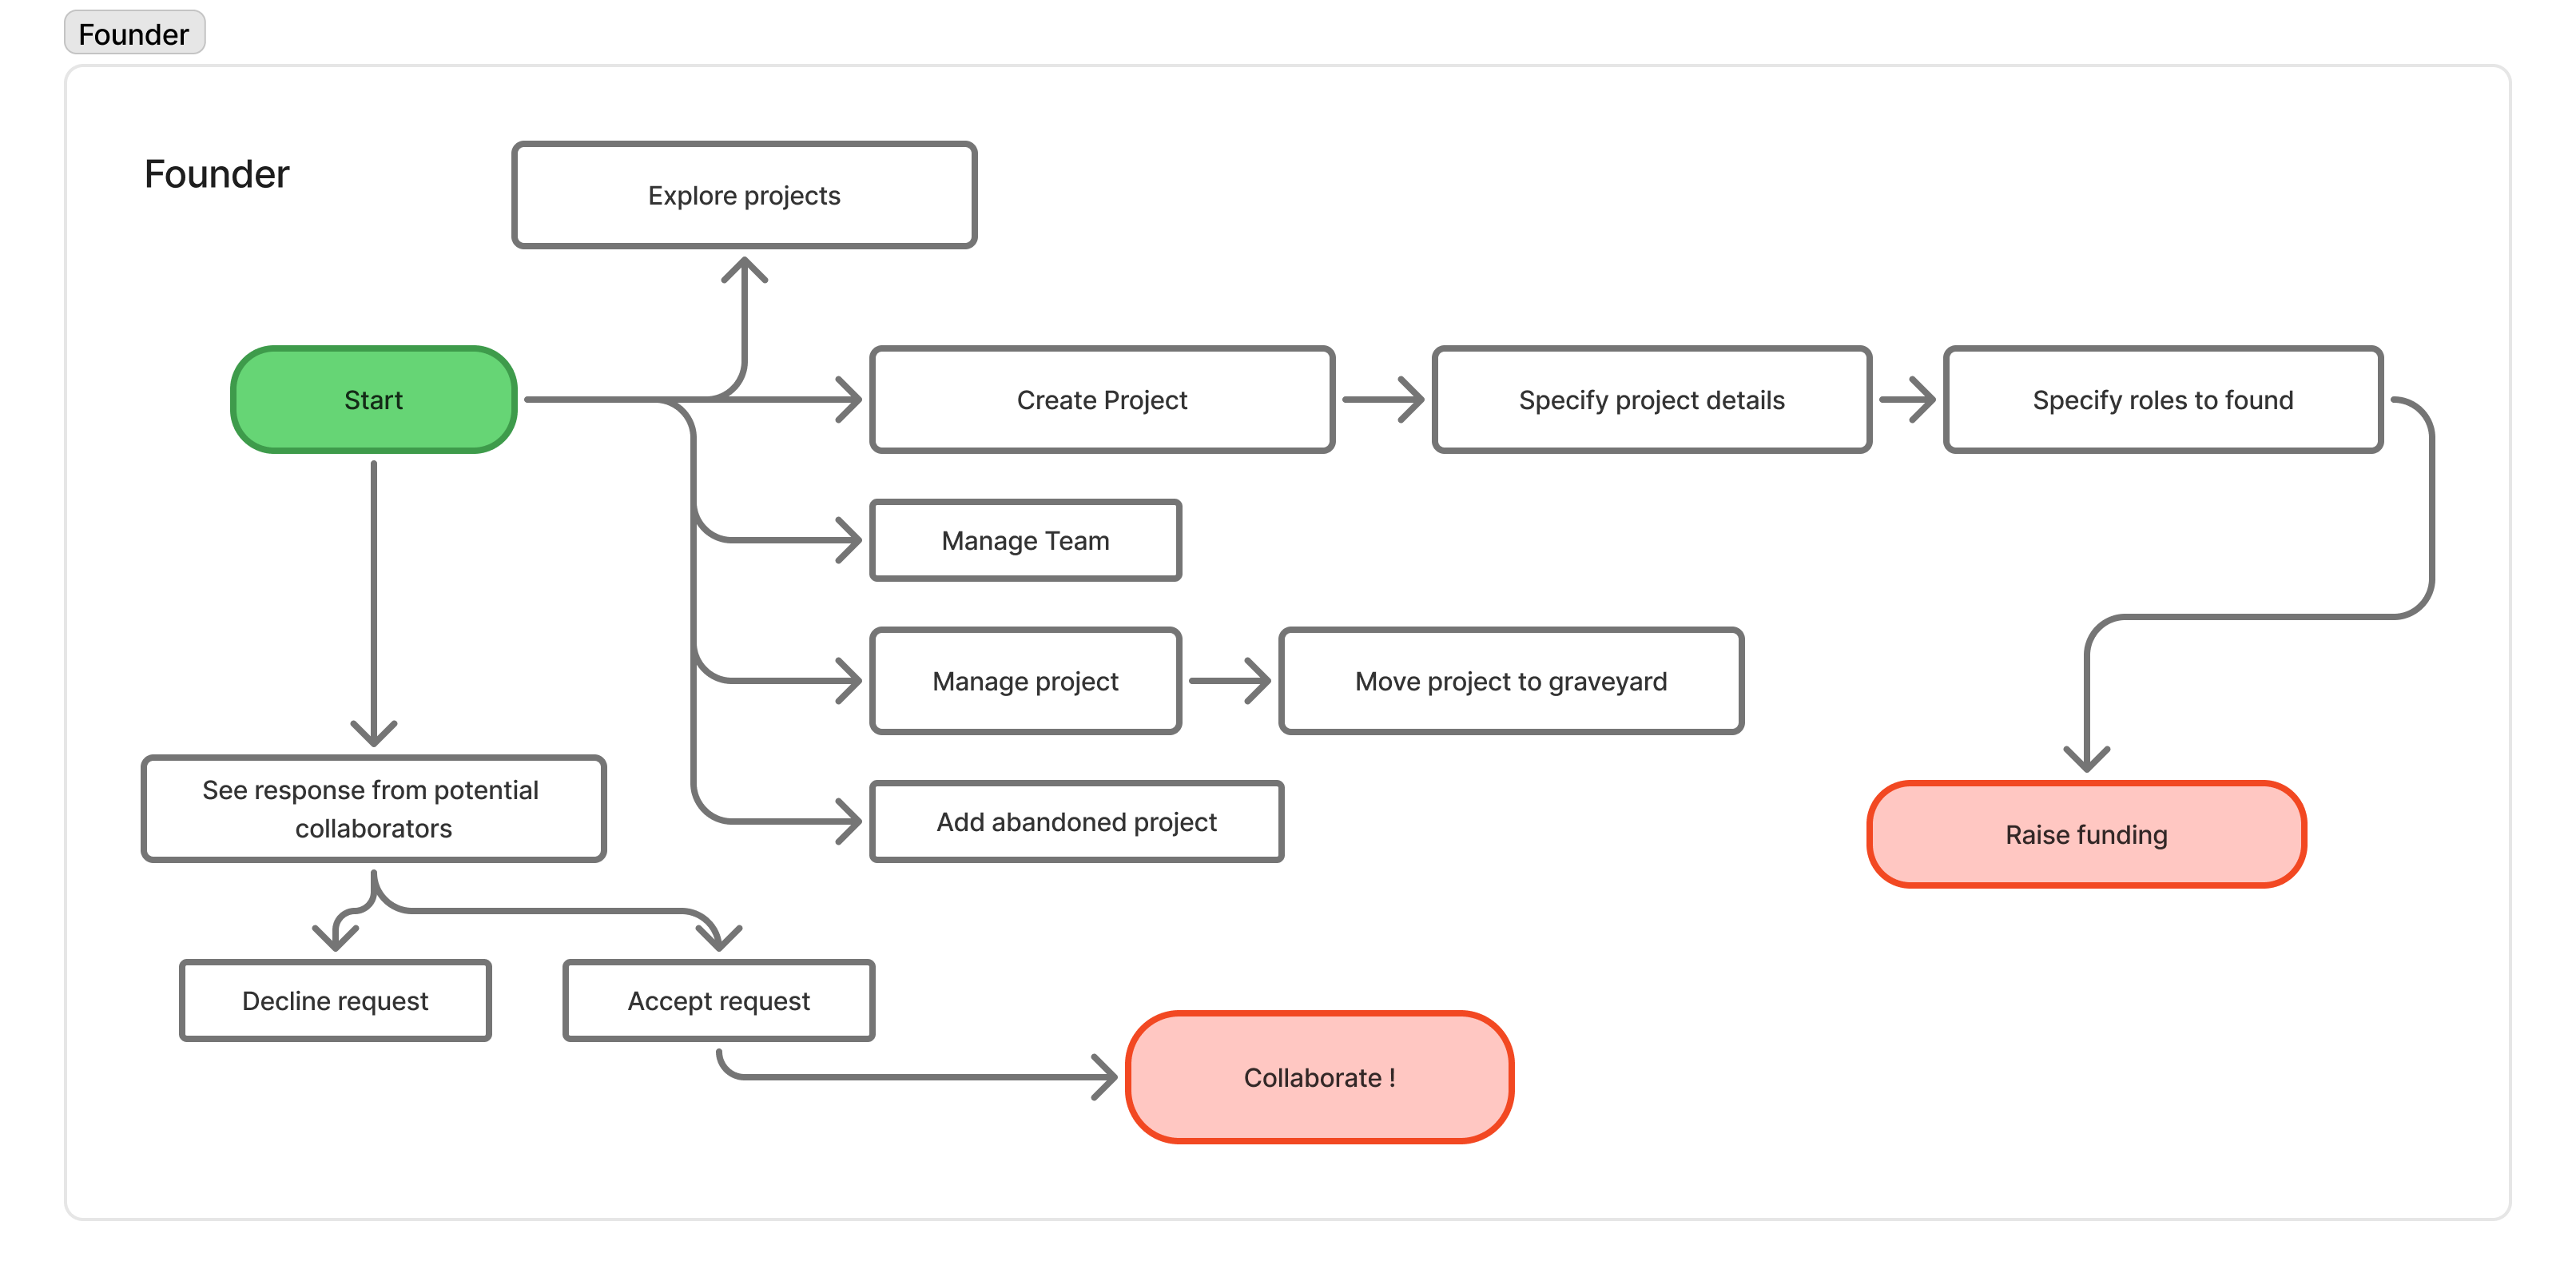 Founder
Founder
Explore projects
Start
Create Project
Specify project details
Specify roles to found
Manage Team
Manage project
Move project to graveyard
See response from potential
collaborators
Add abandoned project
Raise funding
Decline request
Accept request
Collaborate !